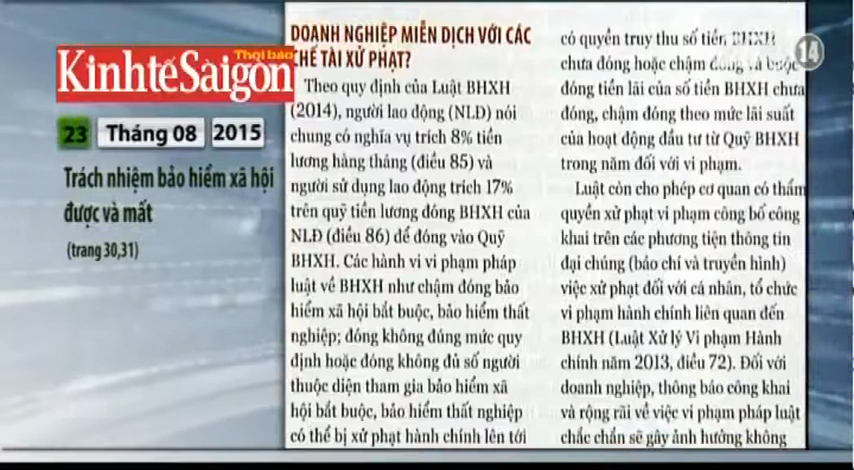 Thời báo
Kinh tế Sài gòn
23 Tháng 08 2015
Trách nhiệm bảo hiểm xã hội
được và mất
(trang 30,31)
DOANH NGHIỆP MIỄN DỊCH VỚI CÁC
CHẾ TÀI XỬ PHẠT?
Theo quy định của Luật BHXH
(2014), người lao động (NLĐ) nói
chung có nghĩa vụ trích 8% tiền
lương hàng tháng (điều 85) và
người sử dụng lao động trích 17%
trên quỹ tiền lương đóng BHXH của
NLĐ (điều 86) để đóng vào Quỹ
BHXH. Các hành vi vi phạm pháp
luật về BHXH như chậm đóng bảo
hiểm xã hội bắt buộc, bảo hiểm thất
nghiệp; đóng không đúng mức quy
định hoặc đóng không đủ số người
thuộc diện tham gia bảo hiểm xã
hội bắt buộc, bảo hiểm thất nghiệp
có thể bị xử phạt hành chính lên tới
có quyền truy thu số tiền BHXH
chưa đóng hoặc chậm đóng và buộc
đóng tiền lãi của số tiền BHXH chưa
đóng, chậm đóng theo mức lãi suất
của hoạt động đầu tư từ Quỹ BHXH
trong năm đối với vi phạm.
Luật còn cho phép cơ quan có thẩm
quyền xử phạt vi phạm công bố công
khai trên các phương tiện thông tin
đại chúng (báo chí và truyền hình)
việc xử phạt đối với cá nhân, tổ chức
vi phạm hành chính liên quan đến
BHXH (Luật Xử lý Vi phạm Hành
chính năm 2013, điều 72). Đối với
doanh nghiệp, thông báo công khai
và rộng rãi về việc vi phạm pháp luật
chắc chắn sẽ gây ảnh hưởng không
14